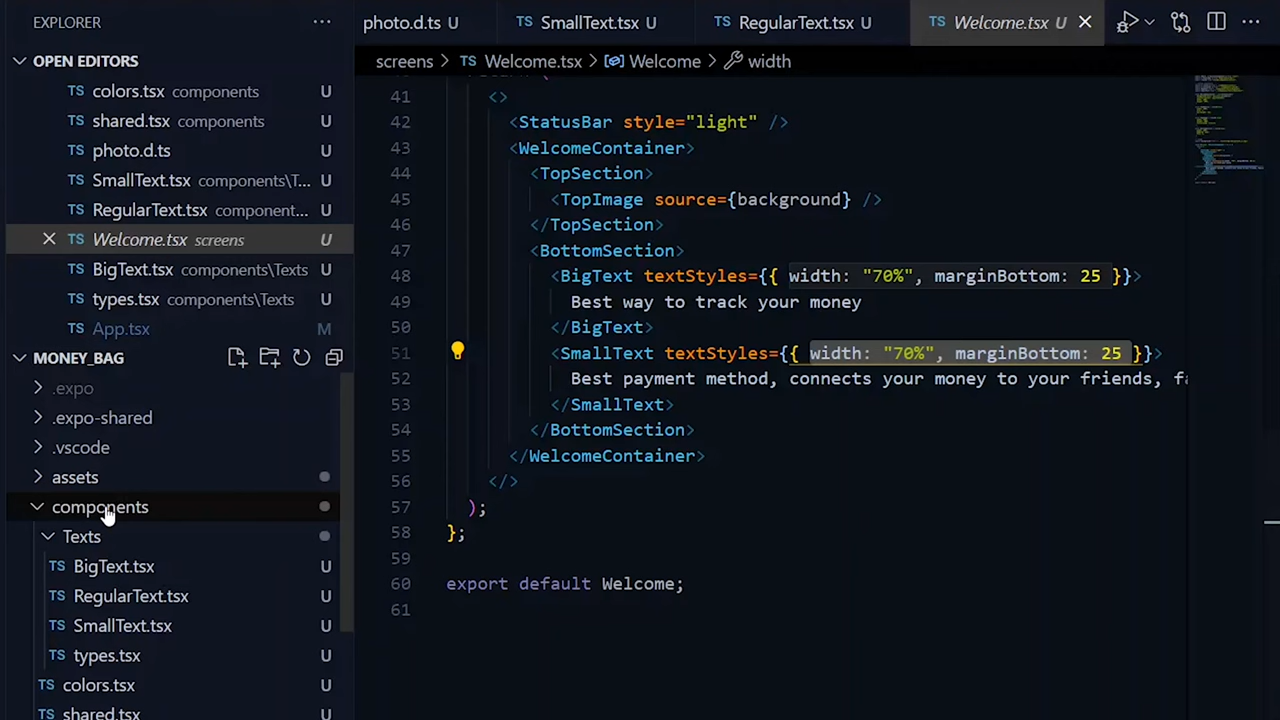 EXPLORER
...
OPEN EDITORS
TS colors.tsx components U
TS shared.tsx components U
TS photo.d.ts U
TS SmallText.tsx components\T... U
TS RegularText.tsx component... U
TS Welcome.tsx screens U
TS BigText.tsx components\Texts U
TS types.tsx components\Texts U
App.tsx M
MONEY_BAG
.expo
.expo-shared
.vscode
assets
components
Texts
TS BigText.tsx U
TS RegularText.tsx U
TS SmallText.tsx U
TS types.tsx U
TS colors.tsx U
shared.tsx U
photo.d.ts U
TS SmallText.tsx U
TS RegularText.tsx U
TS Welcome.tsx U
screens > TS Welcome.tsx > Welcome > width
41 <>
42 <StatusBar style="light" />
43 <WelcomeContainer>
44 <TopSection>
45 <TopImage source={background} />
46 </TopSection>
47 <BottomSection>
48 <BigText textStyles={{ width: "70%", marginBottom: 25 }}>
49 Best way to track your money
50 </BigText>
51 <SmallText textStyles={{ width: "70%", marginBottom: 25 }}>
52 Best payment method, connects your money to your friends,
53 </SmallText>
54 </BottomSection>
55 </WelcomeContainer>
56 </>
57 );
58 };
59
60 export default Welcome;
61